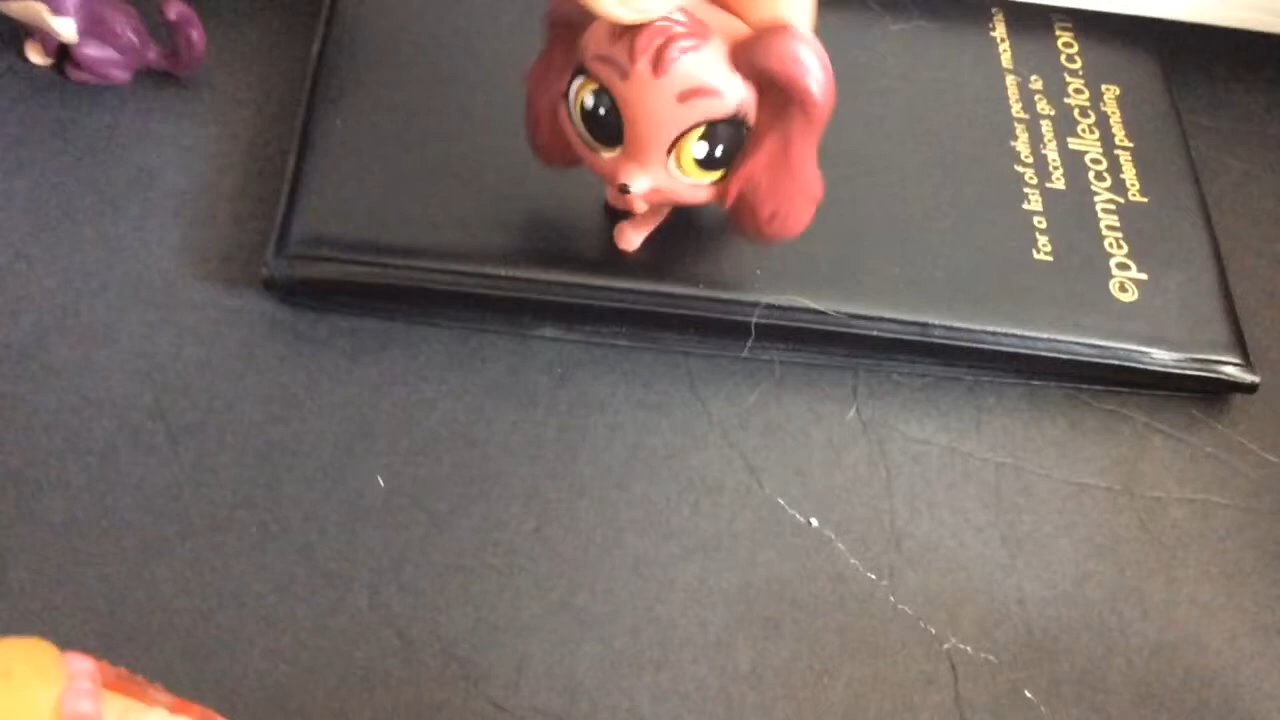 For a list of other penny machine
locations go to
©pennycollector.com
patent pending